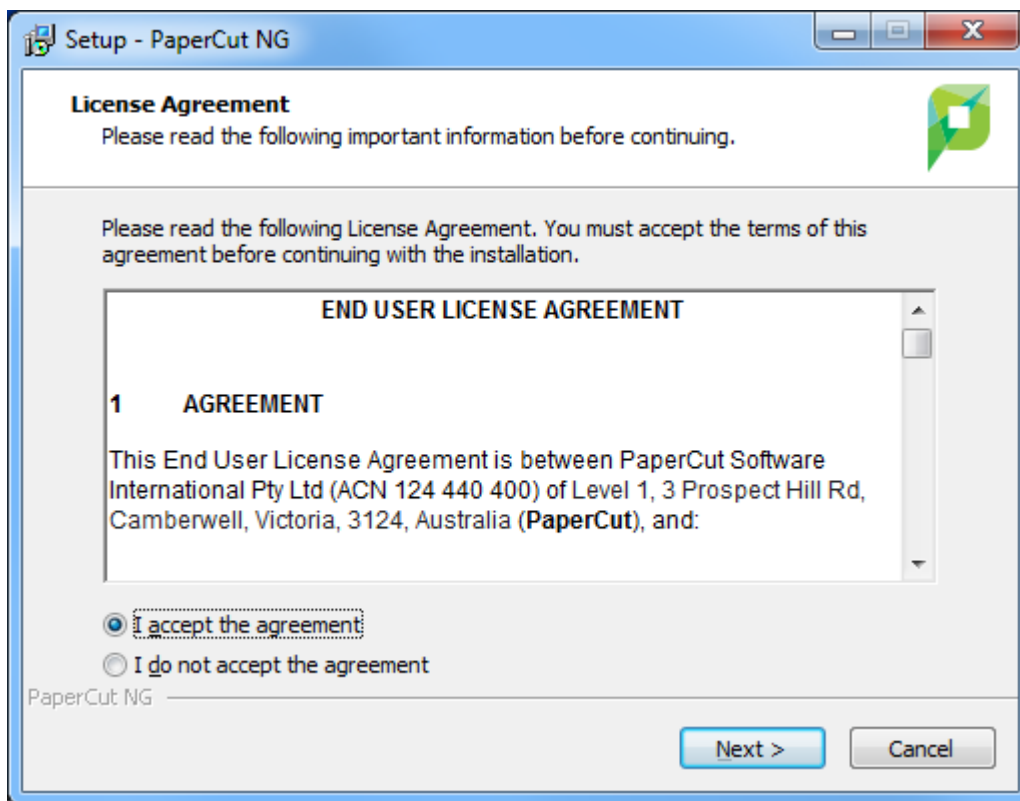 Setup - PaperCut NG
License Agreement
Please read the following important information before continuing.
Please read the following License Agreement. You must accept the terms of this
agreement before continuing with the installation.
END USER LICENSE AGREEMENT
1 AGREEMENT
This End User License Agreement is between PaperCut Software
International Pty Ltd (ACN 124 440 400) of Level 1, 3 Prospect Hill Rd,
Camberwell, Victoria, 3124, Australia (PaperCut), and:
I accept the agreement
I do not accept the agreement
PaperCut NG
Next >
Cancel